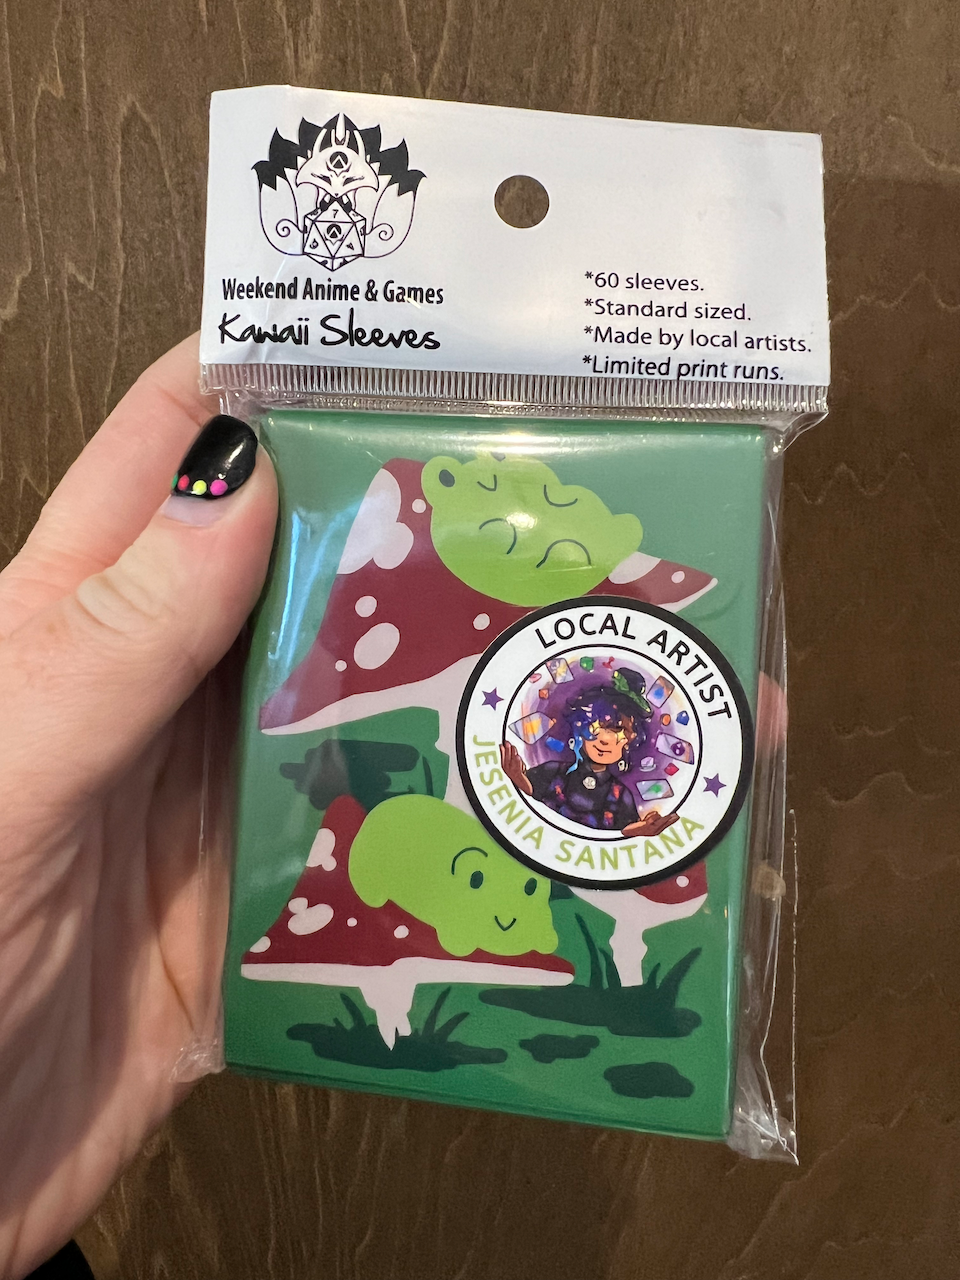 7
Weekend Anime & Games
Kawaii Sleeves
*60 sleeves.
*Standard sized.
*Made by local artists.
*Limited print runs.
LOCAL ARTIST
JESENIA SANTANA